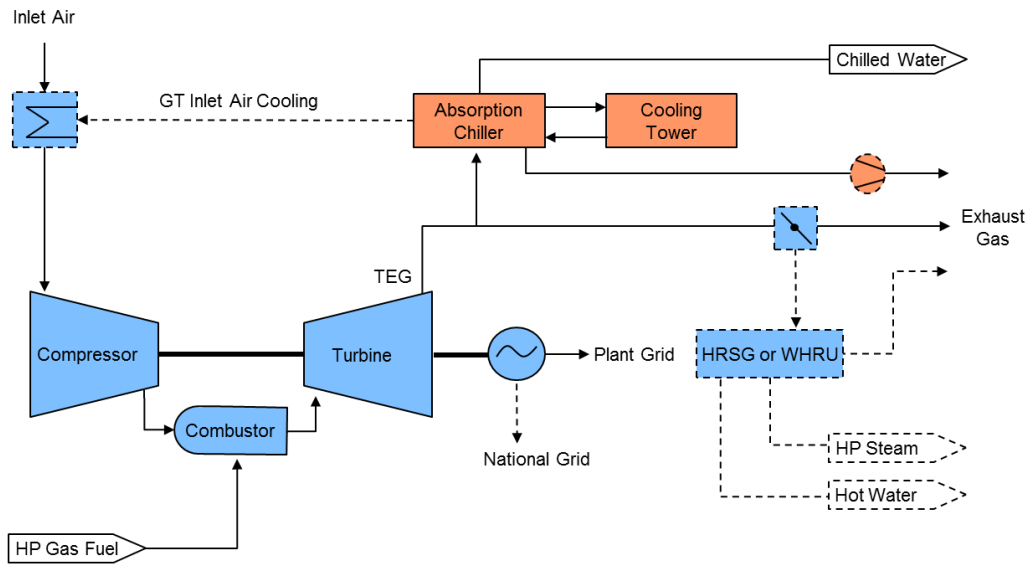 Inlet Air
Chilled Water
GT Inlet Air Cooling
Absorption
Chiller
Cooling
Tower
Exhaust
Gas
TEG
Compressor
Turbine
Plant Grid
HRSG or WHRU
Combustor
National Grid
HP Steam
Hot Water
HP Gas Fuel